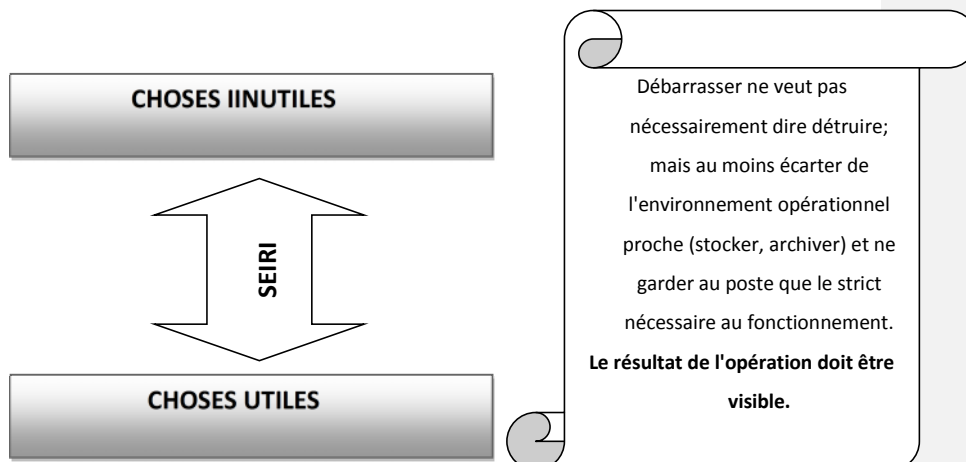 CHOSES IINUTILES
SEIRI
CHOSES UTILES
Débarrasser ne veut pas
nécessairement dire détruire;
mais au moins écarter de
l'environnement opérationnel
proche (stocker, archiver) et ne
garder au poste que le strict
nécessaire au fonctionnement.
Le résultat de l'opération doit être
visible.